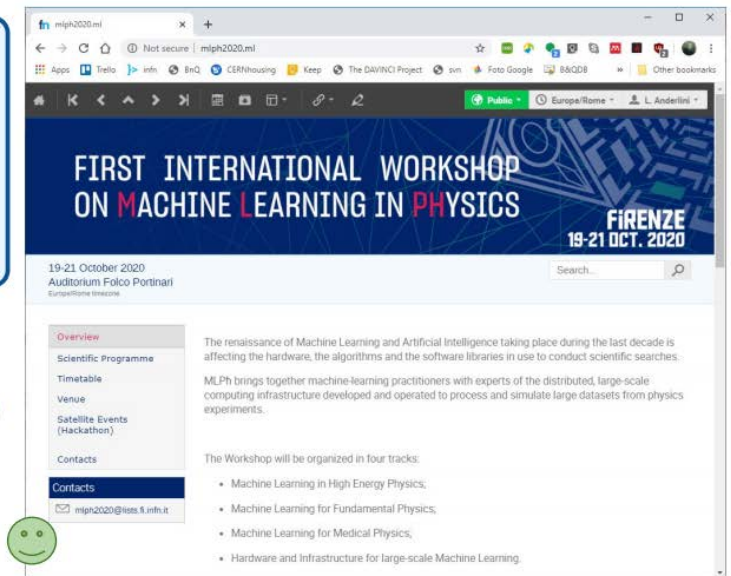 mlph2020.ml
Not secure | mlph2020.ml
Apps Trello infn BnQ CERNhousing Keep The DAVINCI Project svn Foto Google B&QDB » Other bookmarks
Public Europe/Rome L. Anderlini
FIRST INTERNATIONAL WORKSHOP
ON MACHINE LEARNING IN PHYSICS
FiRENZE
19-21 OCT. 2020
19-21 October 2020
Auditorium Folco Portinari
Europe/Rome timezone
Search...
Overview
Scientific Programme
Timetable
Venue
Satellite Events
(Hackathon)
Contacts
Contacts
mlph2020@lists.fi.infn.it
The renaissance of Machine Learning and Artificial Intelligence taking place during the last decade is
affecting the hardware, the algorithms and the software libraries in use to conduct scientific searches.
MLPh brings together machine-learning practitioners with experts of the distributed, large-scale
computing infrastructure developed and operated to process and simulate large datasets from physics
experiments.
The Workshop will be organized in four tracks:
• Machine Learning in High Energy Physics;
• Machine Learning for Fundamental Physics;
• Machine Learning for Medical Physics;
• Hardware and Infrastructure for large-scale Machine Learning.